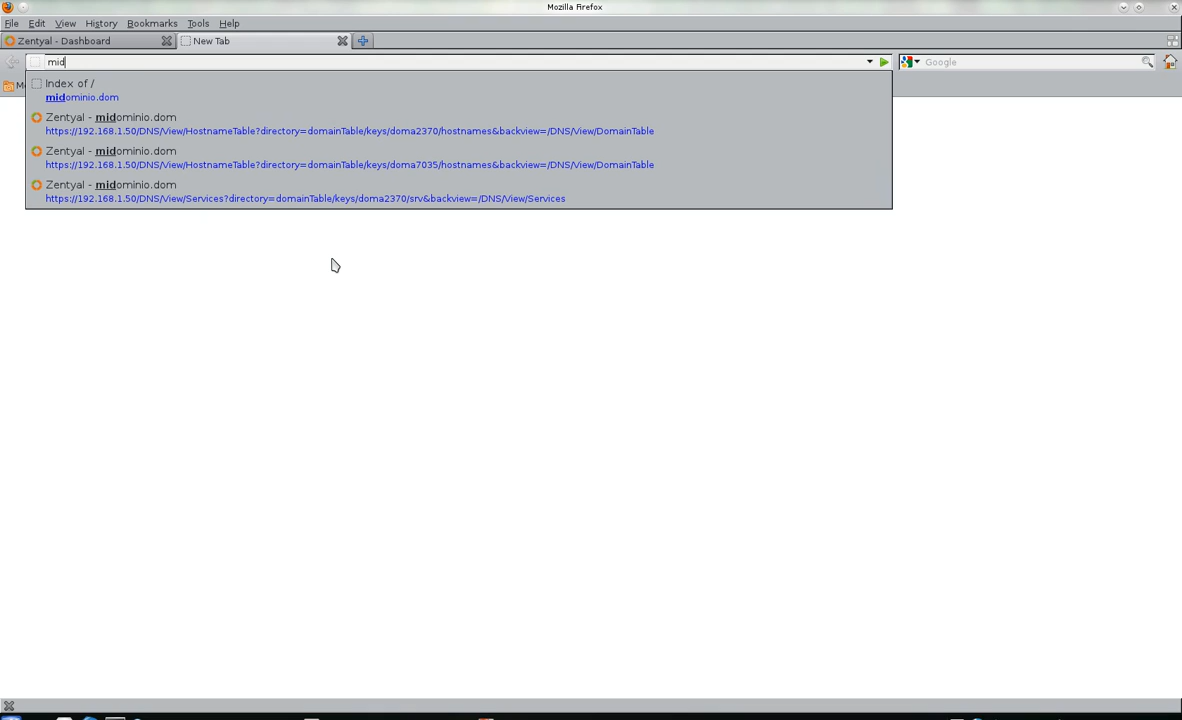 Mozilla Firefox
File Edit View History Bookmarks Tools Help
Zentyal - Dashboard New Tab
mid Google
Index of /
midominio.dom
Zentyal - midominio.dom
https://192.168.1.50/DNS/View/HostnameTable?directory=domainTable/keys/doma2370/hostnames&backview=/DNS/View/DomainTable
Zentyal - midominio.dom
https://192.168.1.50/DNS/View/HostnameTable?directory=domainTable/keys/doma7035/hostnames&backview=/DNS/View/DomainTable
Zentyal - midominio.dom
https://192.168.1.50/DNS/View/Services?directory=domainTable/keys/doma2370/srv&backview=/DNS/View/Services